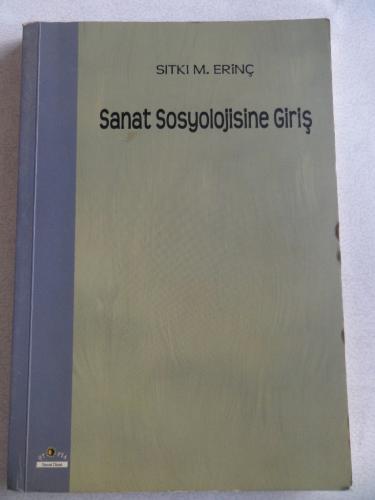 SITKI M. ERİNÇ
Sanat Sosyolojisine Giriş